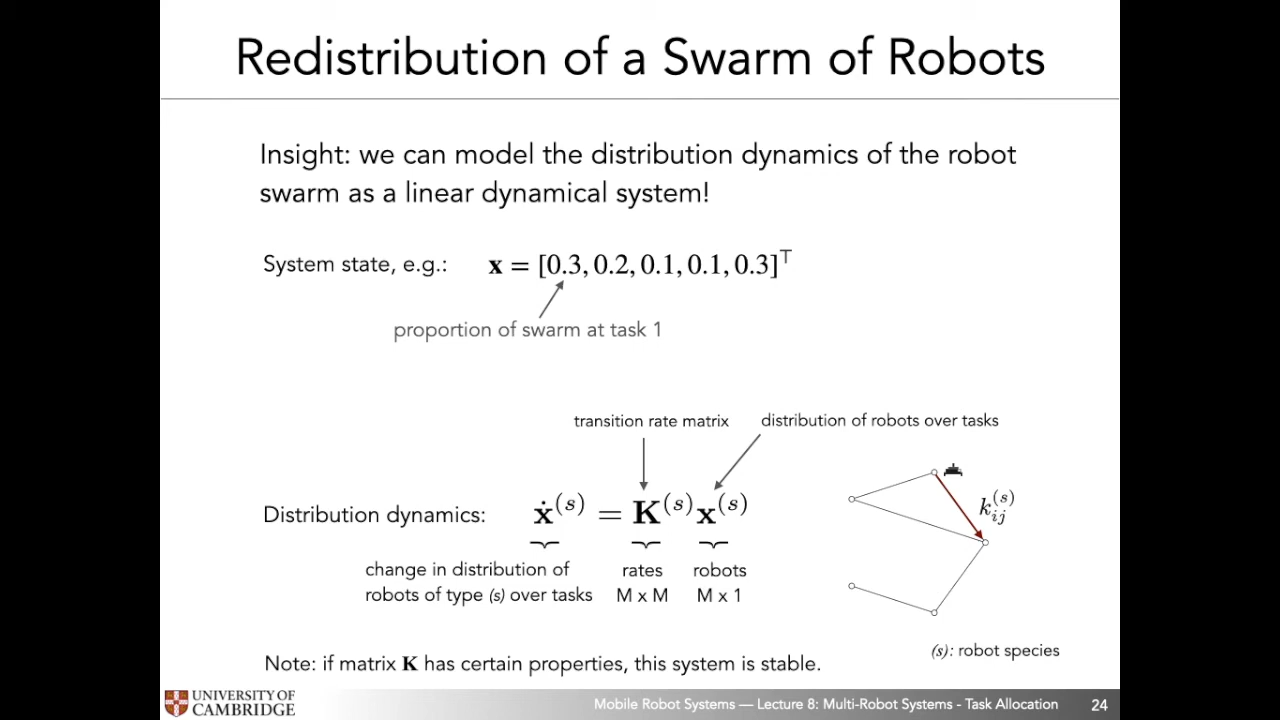 Redistribution of a Swarm of Robots
Insight: we can model the distribution dynamics of the robot
swarm as a linear dynamical system!
System state, e.g.: x = [0.3, 0.2, 0.1, 0.1, 0.3]⊤
proportion of swarm at task 1
transition rate matrix distribution of robots over tasks
Distribution dynamics: ẋ(s) = K(s)x(s)
kij(s)
change in distribution of rates robots
robots of type (s) over tasks M x M M x 1
(s): robot species
Note: if matrix K has certain properties, this system is stable.
UNIVERSITY OF
CAMBRIDGE
Mobile Robot Systems — Lecture 8: Multi-Robot Systems - Task Allocation 24